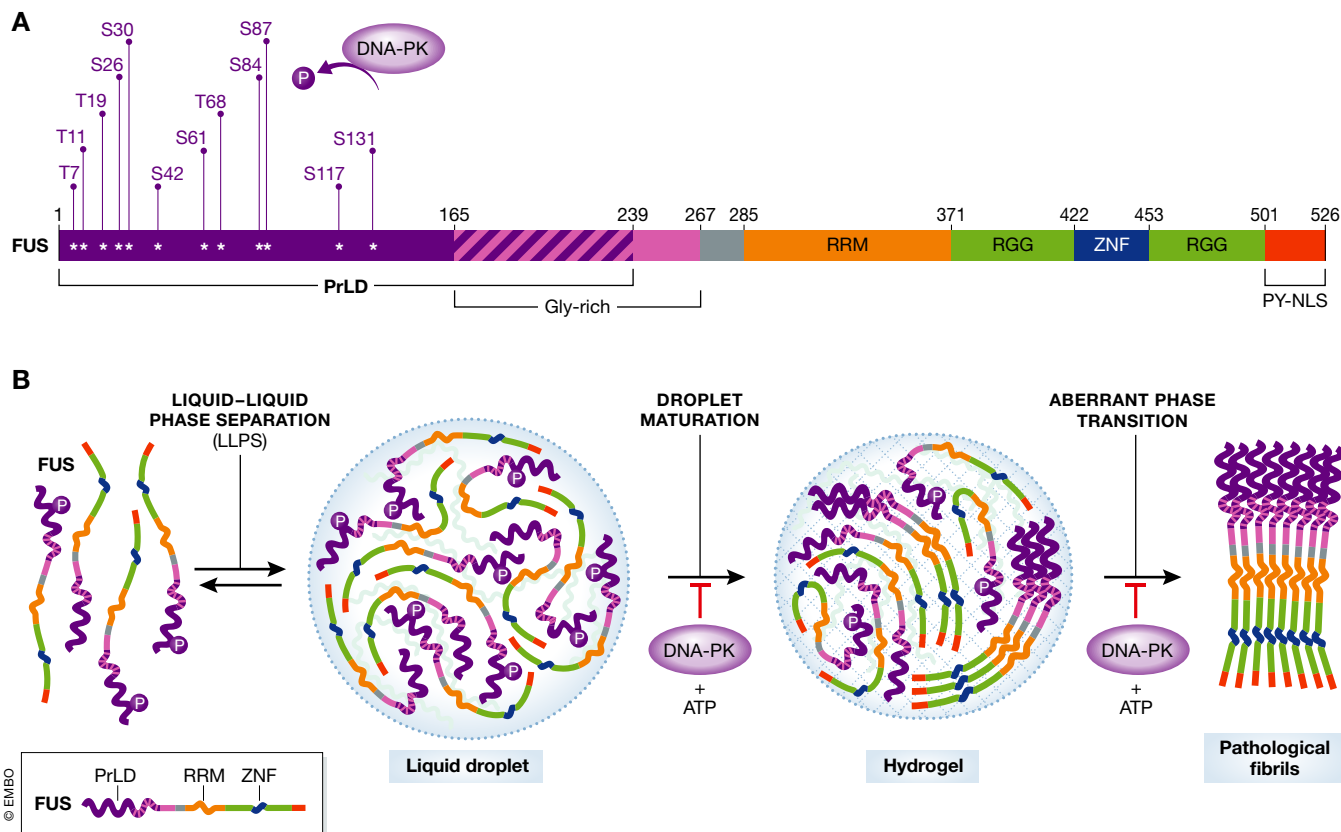 A
S30
S87
DNA-PK
P
S26
S84
T19
T68
T11
S61
S131
T7
S42
S117
1 165 239 267 285 371 422 453 501 526
FUS * * * * * * * * * * * * RRM RGG ZNF RGG
PrLD
Gly-rich
PY-NLS
B
LIQUID–LIQUID
PHASE SEPARATION
(LLPS)
DROPLET
MATURATION
ABERRANT PHASE
TRANSITION
FUS
P
P
P
P
P
P
P
P
P
P
P
P
P
P
DNA-PK
+
ATP
DNA-PK
+
ATP
Liquid droplet
Hydrogel
Pathological
fibrils
PrLD RRM ZNF
FUS
© EMBO